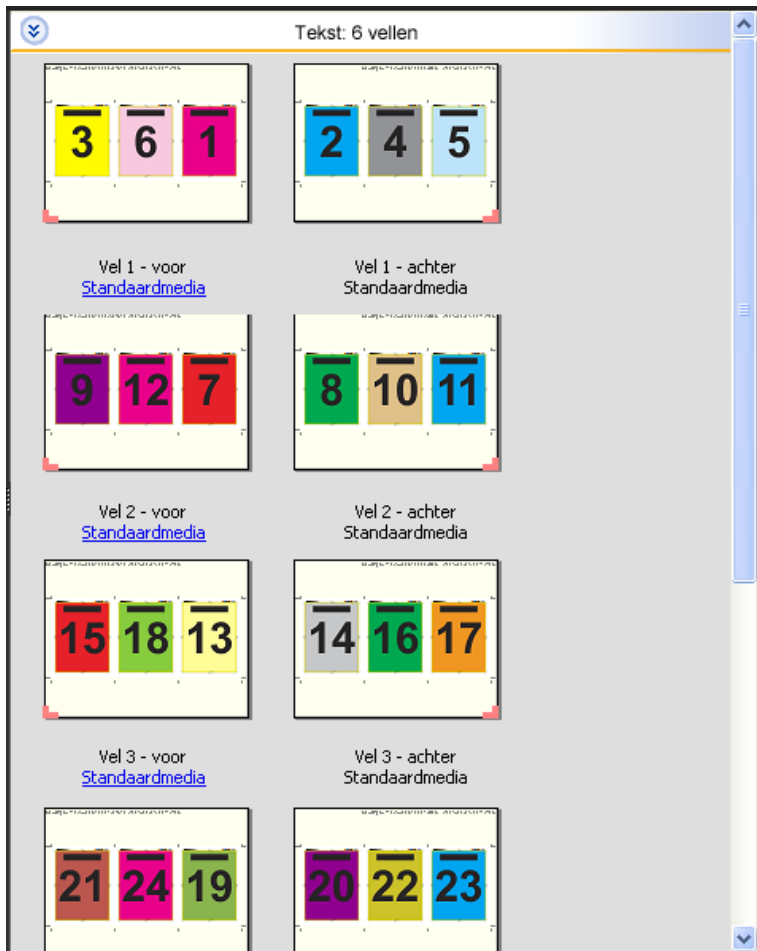 Tekst: 6 vellen
3 6 1 2 4 5
Vel 1 - voor Vel 1 - achter
Standaardmedia Standaardmedia
9 12 7 8 10 11
Vel 2 - voor Vel 2 - achter
Standaardmedia Standaardmedia
15 18 13 14 16 17
Vel 3 - voor Vel 3 - achter
Standaardmedia Standaardmedia
21 24 19 20 22 23